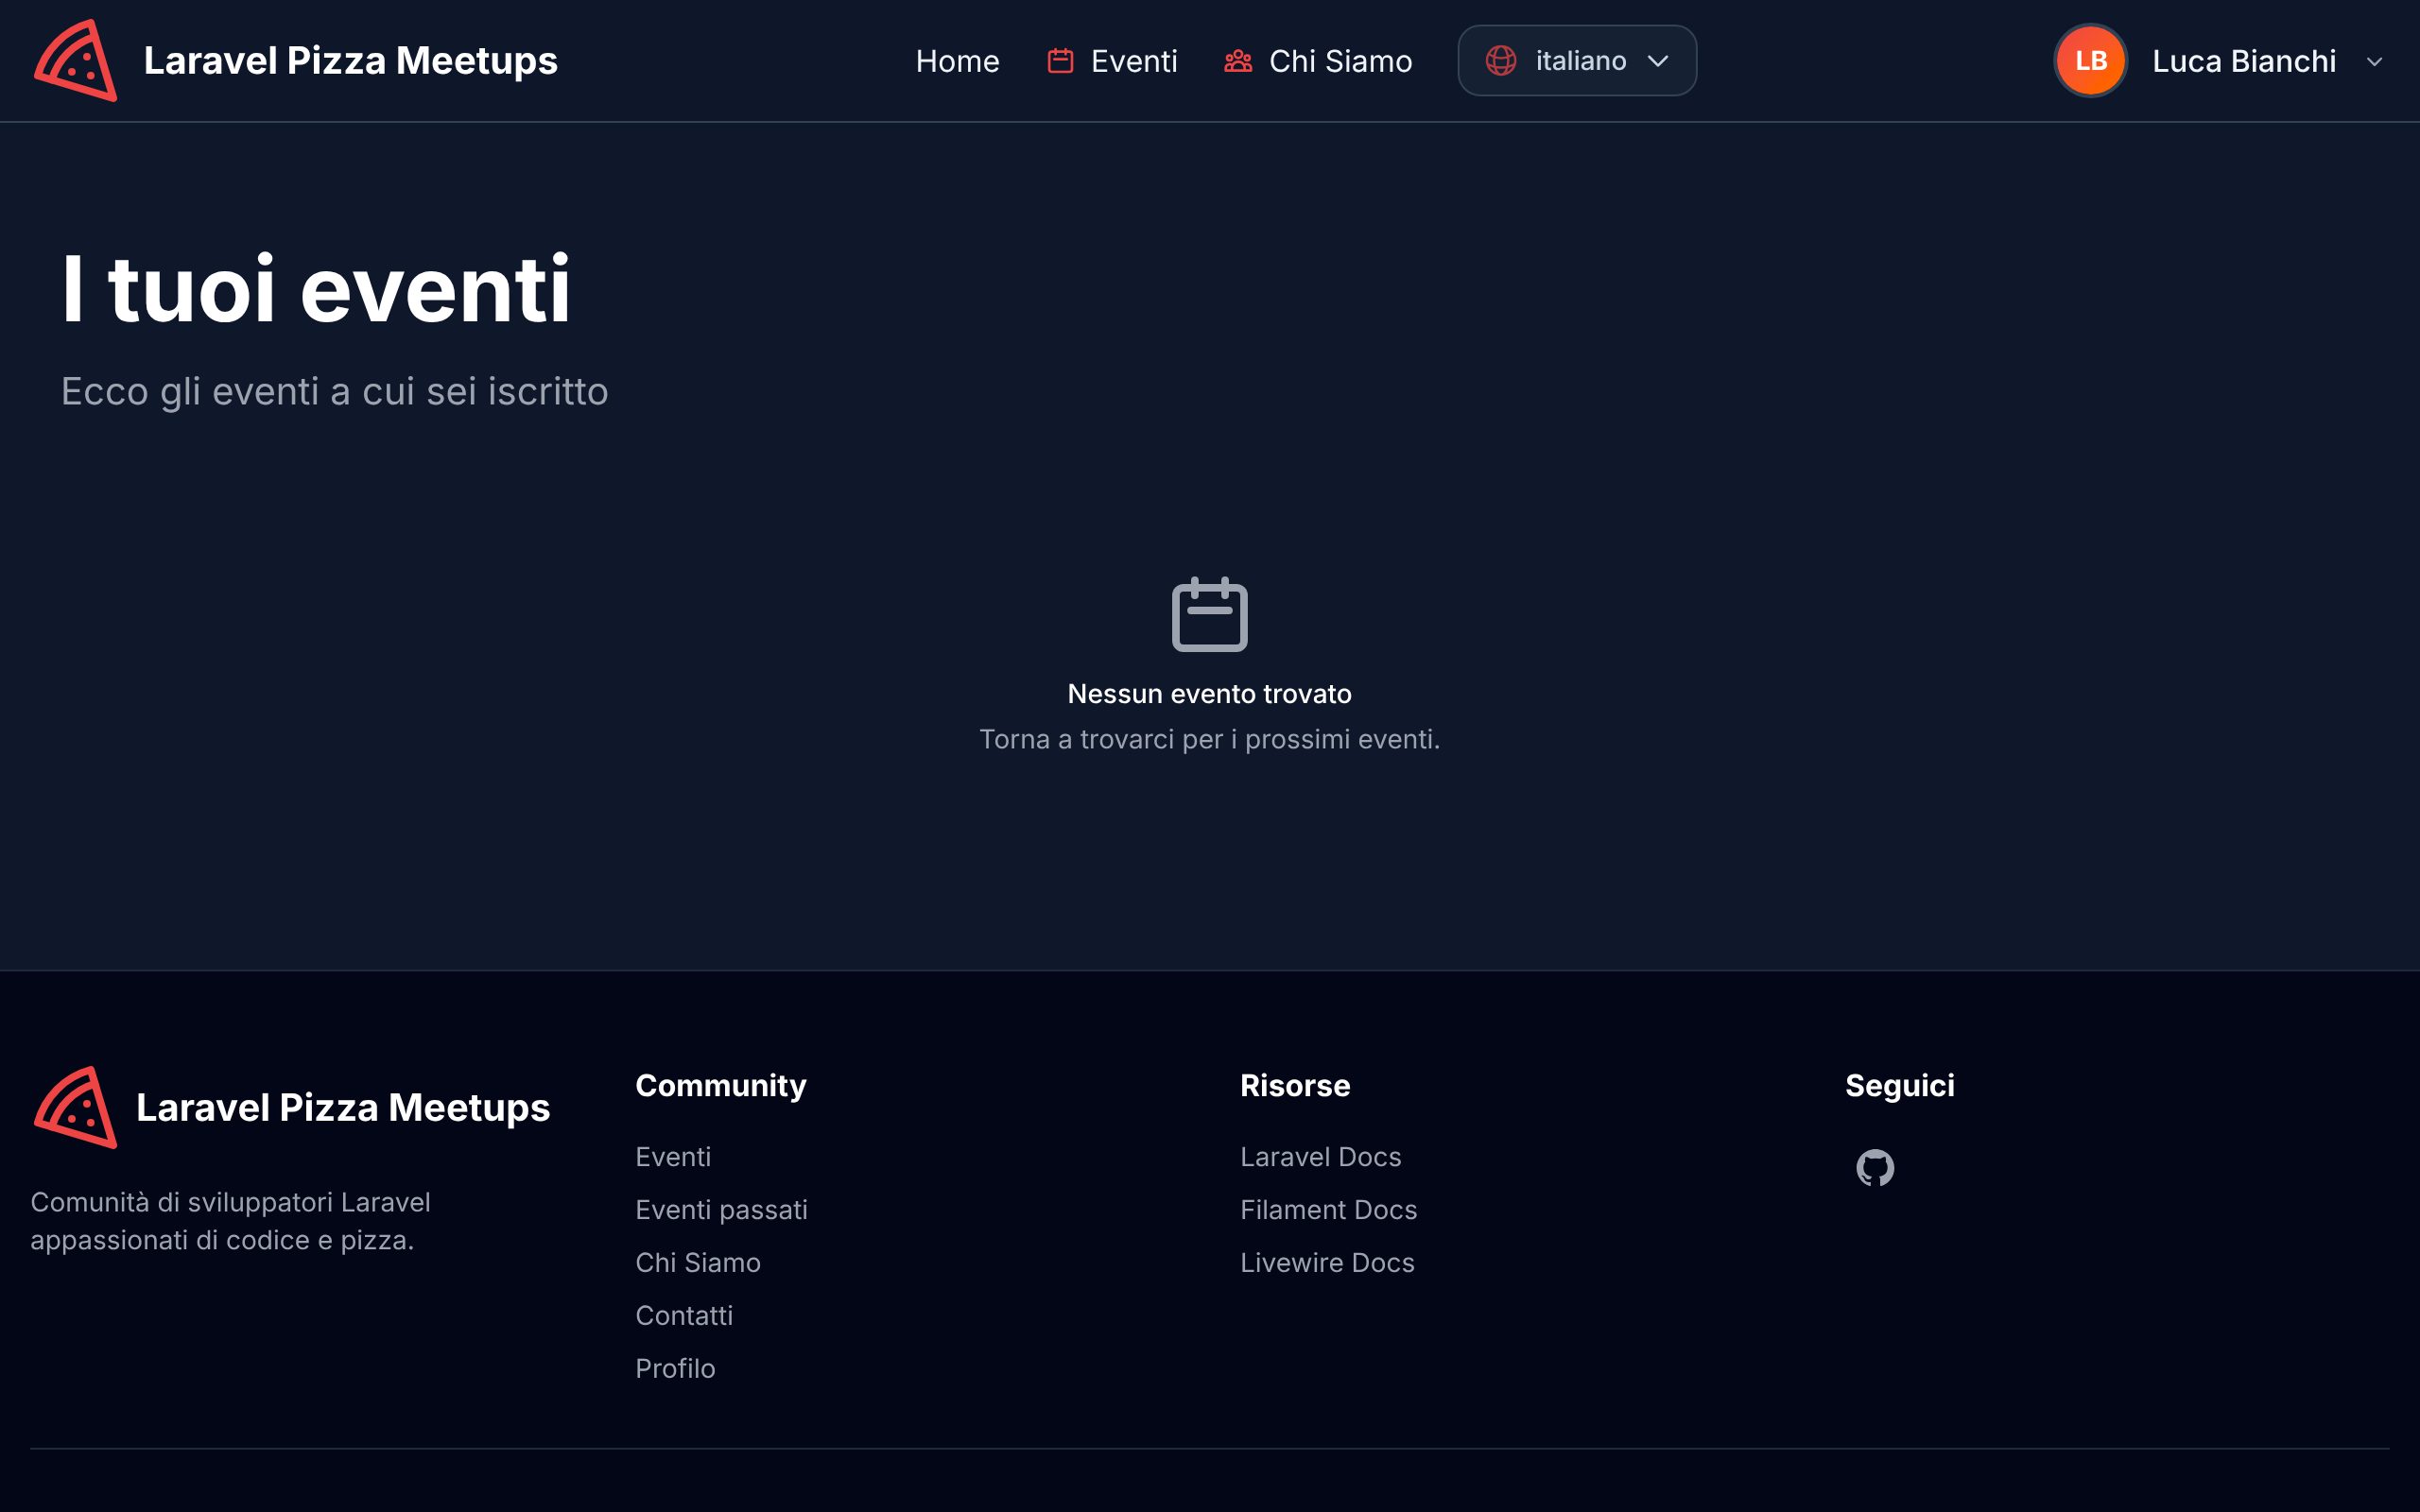 Laravel Pizza Meetups
Home
Eventi
Chi Siamo
italiano
LB
Luca Bianchi
I tuoi eventi
Ecco gli eventi a cui sei iscritto
Nessun evento trovato
Torna a trovarci per i prossimi eventi.
Laravel Pizza Meetups
Comunità di sviluppatori Laravel
appassionati di codice e pizza.
Community
Eventi
Eventi passati
Chi Siamo
Contatti
Profilo
Risorse
Laravel Docs
Filament Docs
Livewire Docs
Seguici